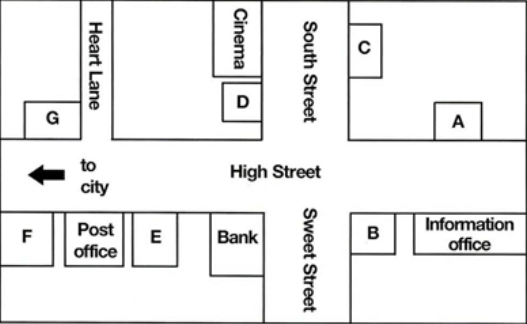 Heart Lane
Cinema
South Street
C
D
G
A
to
city
High Street
F
Post
office
E
Bank
Sweet Street
B
Information
office